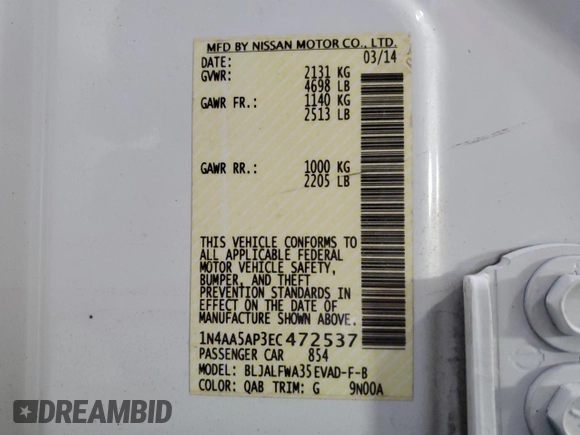 MFD BY NISSAN MOTOR CO., LTD.
DATE: 03/14
GVWR: 2131 KG
4698 LB
GAWR FR.: 1140 KG
2513 LB
GAWR RR.: 1000 KG
2205 LB
THIS VEHICLE CONFORMS TO
ALL APPLICABLE FEDERAL
MOTOR VEHICLE SAFETY,
BUMPER, AND THEFT
PREVENTION STANDARDS IN
EFFECT ON THE DATE OF
MANUFACTURE SHOWN ABOVE.
1N4AA5AP3EC472537
PASSENGER CAR 854
MODEL: BLJALFWA35EVAD-F-B
COLOR: QAB TRIM: G 9N00A
DREAMBID